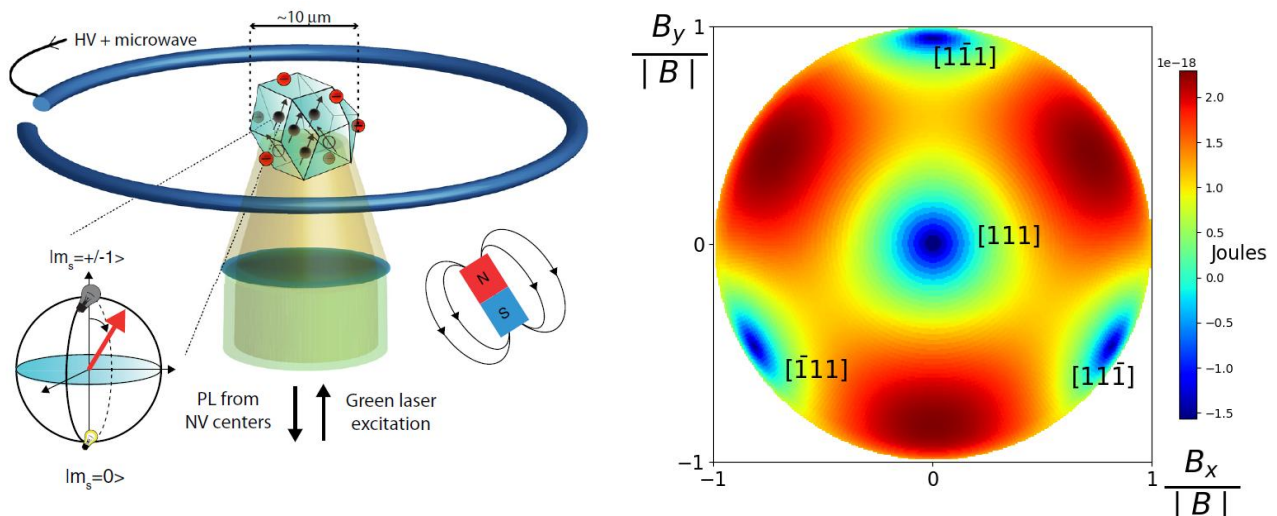 ~10 μm
HV + microwave
|mₛ=+/-1>
|mₛ=0>
N
S
PL from
NV centers
Green laser
excitation
B_y
| B |
1
0
−1
−1
0
1
[11̄1]
[111]
[1̄11]
[111̄]
B_x
| B |
1e−18
2.0
1.5
1.0
0.5
0.0
−0.5
−1.0
−1.5
Joules